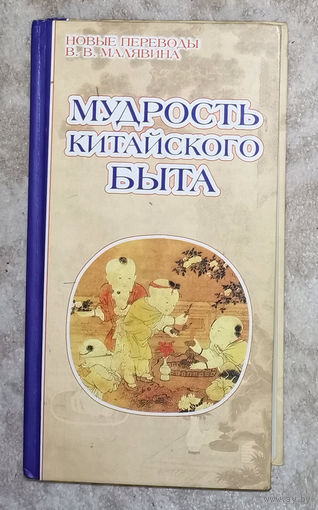 НОВЫЕ ПЕРЕВОДЫ
В. В. МАЛЯВИНА
МУДРОСТЬ
КИТАЙСКОГО
БЫТА